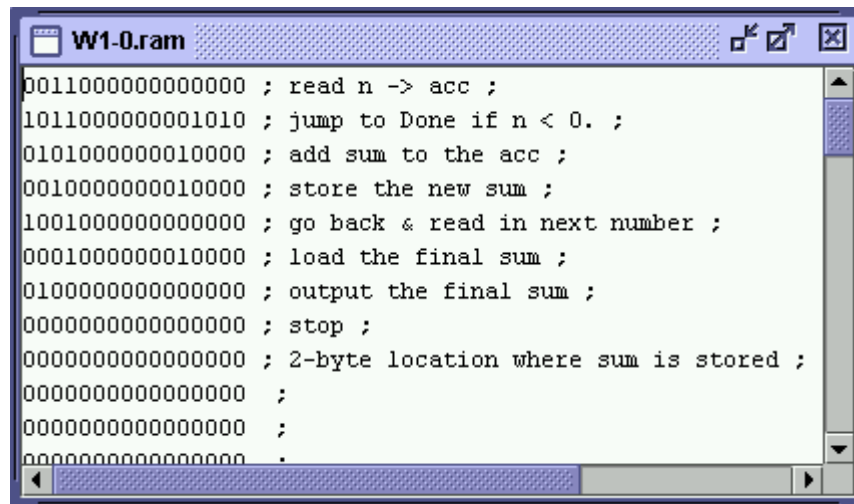 W1-0.ram
0011000000000000 ; read n -> acc ;
1011000000001010 ; jump to Done if n < 0. ;
0101000000010000 ; add sum to the acc ;
0010000000010000 ; store the new sum ;
1001000000000000 ; go back & read in next number ;
0001000000010000 ; load the final sum ;
0100000000000000 ; output the final sum ;
0000000000000000 ; stop ;
0000000000000000 ; 2-byte location where sum is stored ;
0000000000000000 ;
0000000000000000 ;
0000000000000000 ;